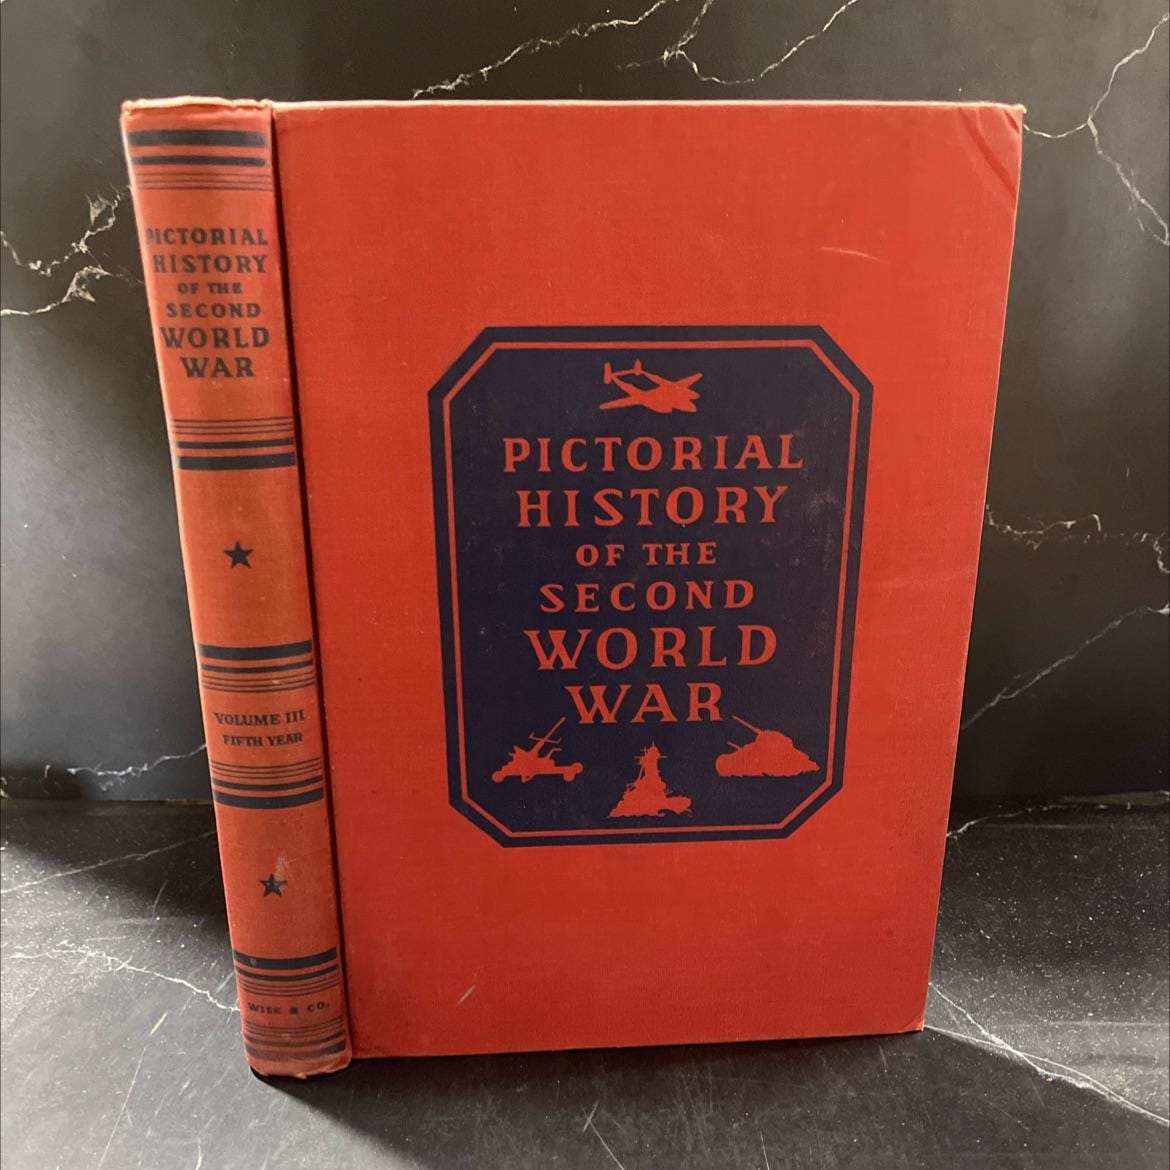 PICTORIAL
HISTORY
OF THE
SECOND
WORLD
WAR
VOLUME III
FIFTH YEAR
WISE & CO.
PICTORIAL
HISTORY
OF THE
SECOND
WORLD
WAR